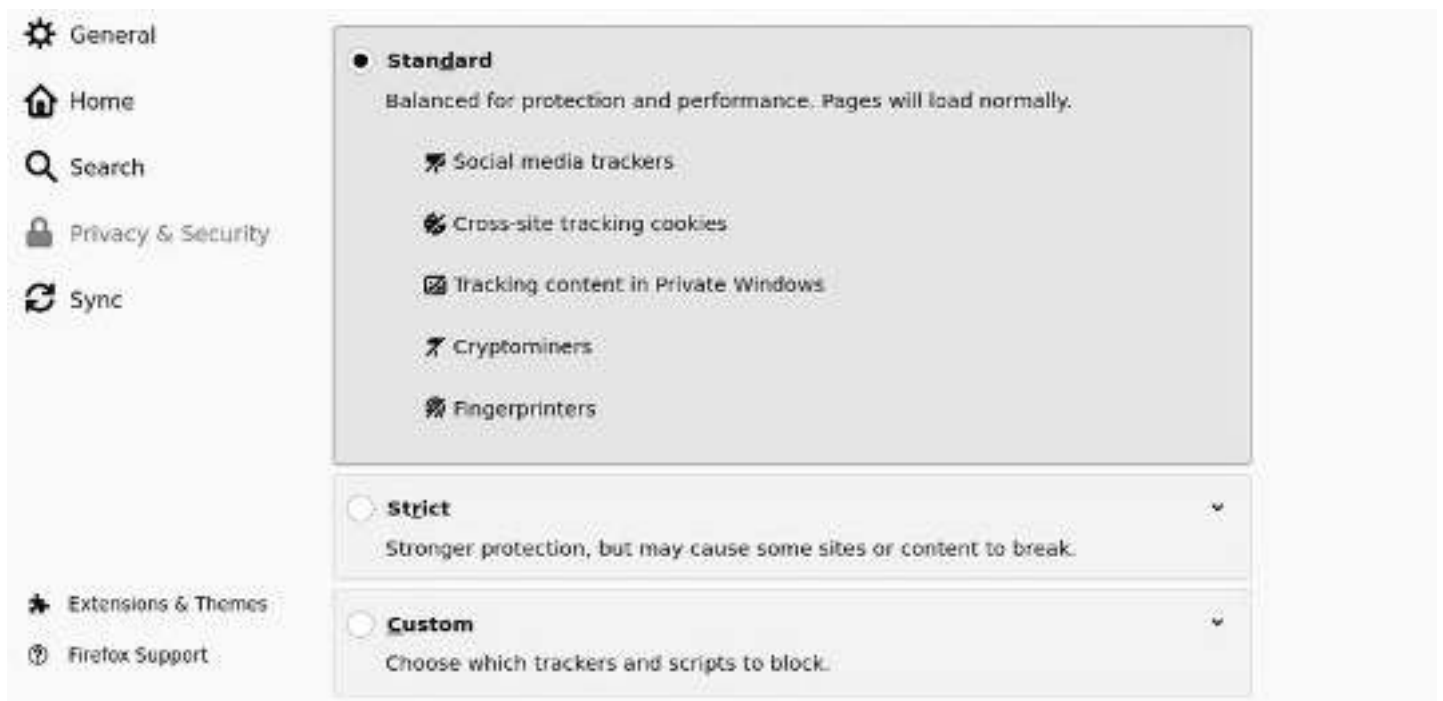 General
Home
Search
Privacy & Security
Sync
Extensions & Themes
Firefox Support
Standard
Balanced for protection and performance. Pages will load normally.
Social media trackers
Cross-site tracking cookies
Tracking content in Private Windows
Cryptominers
Fingerprinters
Strict
Stronger protection, but may cause some sites or content to break.
Custom
Choose which trackers and scripts to block.